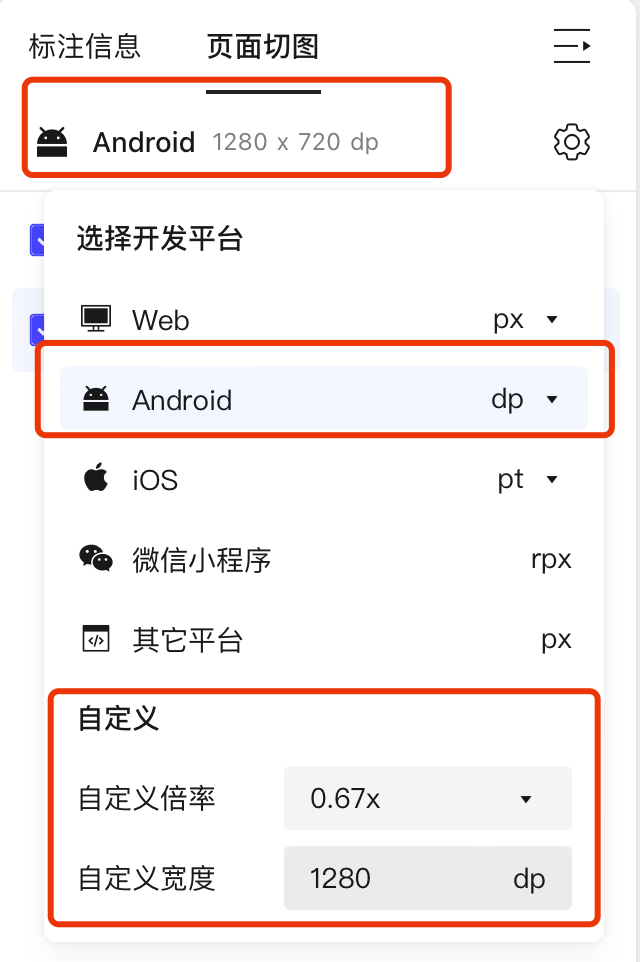 标注信息 页面切图
Android 1280 x 720 dp
选择开发平台
Web px
Android dp
iOS pt
微信小程序 rpx
其它平台 px
自定义
自定义倍率 0.67x
自定义宽度 1280 dp